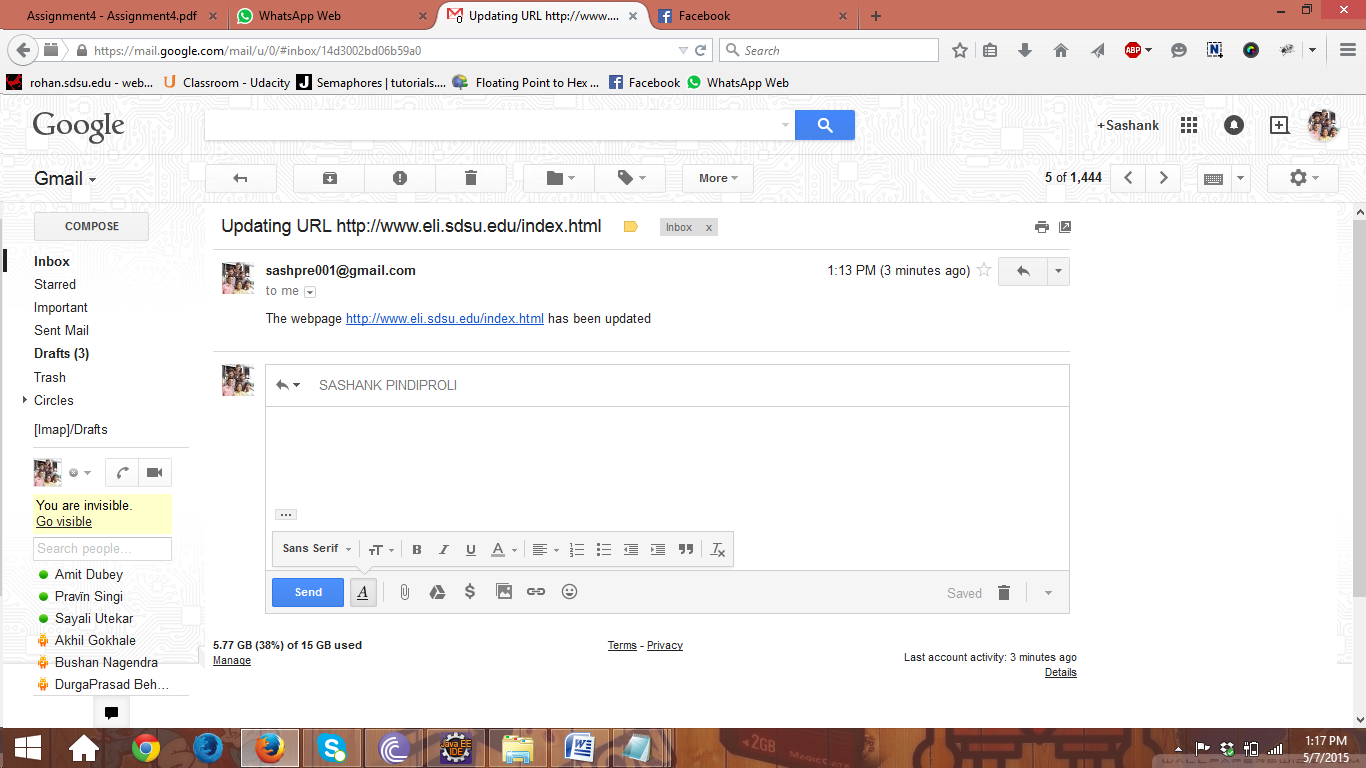 Assignment4 - Assignment4.pdf
WhatsApp Web
Updating URL http://www....
Facebook
https://mail.google.com/mail/u/0/#inbox/14d3002bd06b59a0
Search
rohan.sdsu.edu - web...
Classroom - Udacity
Semaphores | tutorials....
Floating Point to Hex ...
Facebook
WhatsApp Web
Google
+Sashank
Gmail
More
5 of 1,444
COMPOSE
Updating URL http://www.eli.sdsu.edu/index.html
Inbox x
Inbox
Starred
Important
Sent Mail
Drafts (3)
Trash
Circles
[Imap]/Drafts
sashpre001@gmail.com
1:13 PM (3 minutes ago)
to me
The webpage http://www.eli.sdsu.edu/index.html has been updated
SASHANK PINDIPROLI
You are invisible.
Go visible
Search people...
Amit Dubey
Pravin Singi
Sayali Utekar
Akhil Gokhale
Bushan Nagendra
DurgaPrasad Beh...
Sans Serif
Send
Saved
5.77 GB (38%) of 15 GB used
Manage
Terms - Privacy
Last account activity: 3 minutes ago
Details
Java EE
IDE
2GB
1:17 PM
5/7/2015